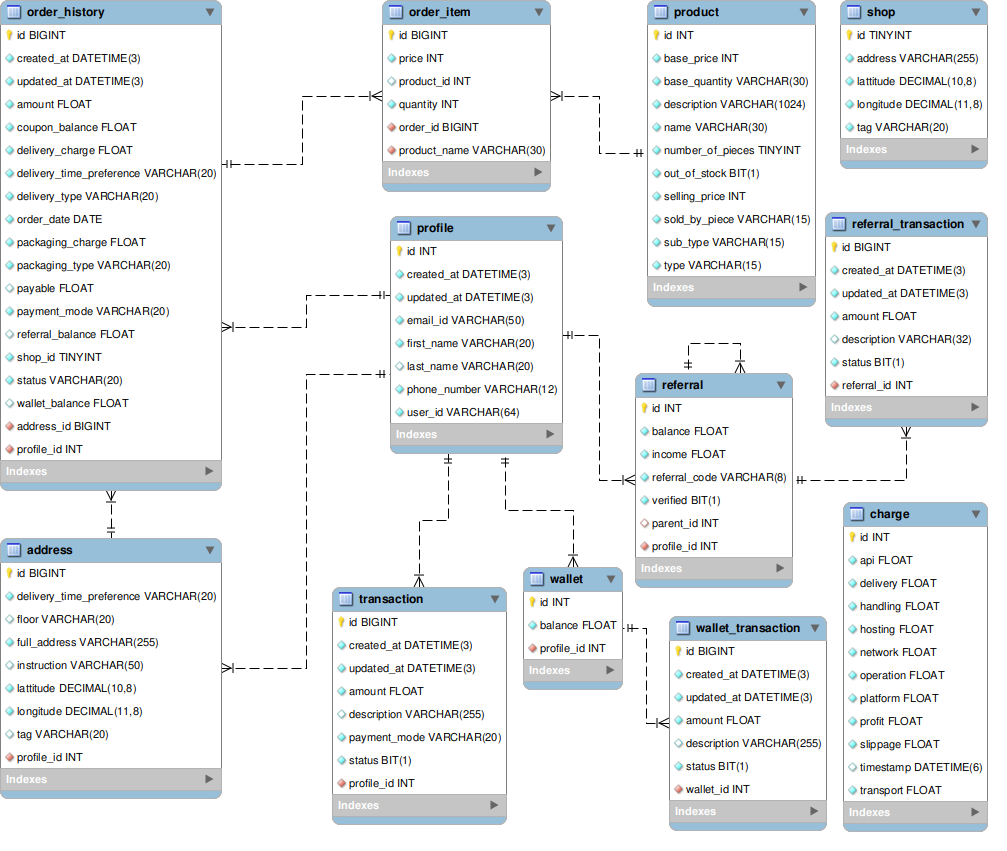 order_history
id BIGINT
created_at DATETIME(3)
updated_at DATETIME(3)
amount FLOAT
coupon_balance FLOAT
delivery_charge FLOAT
delivery_time_preference VARCHAR(20)
delivery_type VARCHAR(20)
order_date DATE
packaging_charge FLOAT
packaging_type VARCHAR(20)
payable FLOAT
payment_mode VARCHAR(20)
referral_balance FLOAT
shop_id TINYINT
status VARCHAR(20)
wallet_balance FLOAT
address_id BIGINT
profile_id INT
Indexes
order_item
id BIGINT
price INT
product_id INT
quantity INT
order_id BIGINT
product_name VARCHAR(30)
Indexes
product
id INT
base_price INT
base_quantity VARCHAR(30)
description VARCHAR(1024)
name VARCHAR(30)
number_of_pieces TINYINT
out_of_stock BIT(1)
selling_price INT
sold_by_piece VARCHAR(15)
sub_type VARCHAR(15)
type VARCHAR(15)
Indexes
shop
id TINYINT
address VARCHAR(255)
lattitude DECIMAL(10,8)
longitude DECIMAL(11,8)
tag VARCHAR(20)
Indexes
profile
id INT
created_at DATETIME(3)
updated_at DATETIME(3)
email_id VARCHAR(50)
first_name VARCHAR(20)
last_name VARCHAR(20)
phone_number VARCHAR(12)
user_id VARCHAR(64)
Indexes
referral_transaction
id BIGINT
created_at DATETIME(3)
updated_at DATETIME(3)
amount FLOAT
description VARCHAR(32)
status BIT(1)
referral_id INT
Indexes
referral
id INT
balance FLOAT
income FLOAT
referral_code VARCHAR(8)
verified BIT(1)
parent_id INT
profile_id INT
Indexes
address
id BIGINT
delivery_time_preference VARCHAR(20)
floor VARCHAR(20)
full_address VARCHAR(255)
instruction VARCHAR(50)
lattitude DECIMAL(10,8)
longitude DECIMAL(11,8)
tag VARCHAR(20)
profile_id INT
Indexes
transaction
id BIGINT
created_at DATETIME(3)
updated_at DATETIME(3)
amount FLOAT
description VARCHAR(255)
payment_mode VARCHAR(20)
status BIT(1)
profile_id INT
Indexes
wallet
id INT
balance FLOAT
profile_id INT
Indexes
wallet_transaction
id BIGINT
created_at DATETIME(3)
updated_at DATETIME(3)
amount FLOAT
description VARCHAR(255)
status BIT(1)
wallet_id INT
Indexes
charge
id INT
api FLOAT
delivery FLOAT
handling FLOAT
hosting FLOAT
network FLOAT
operation FLOAT
platform FLOAT
profit FLOAT
slippage FLOAT
timestamp DATETIME(6)
transport FLOAT
Indexes